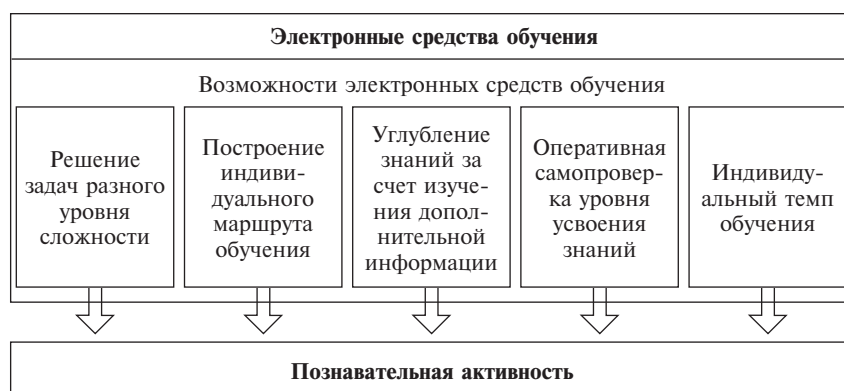 Электронные средства обучения
Возможности электронных средств обучения
Решение
задач разного
уровня
сложности
Построение
индиви-
дуального
маршрута
обучения
Углубление
знаний за
счет изуче-
ния допол-
нительной
информации
Оперативная
самопровер-
ка уровня
усвоения
знаний
Индивиду-
альный темп
обучения
Познавательная активность